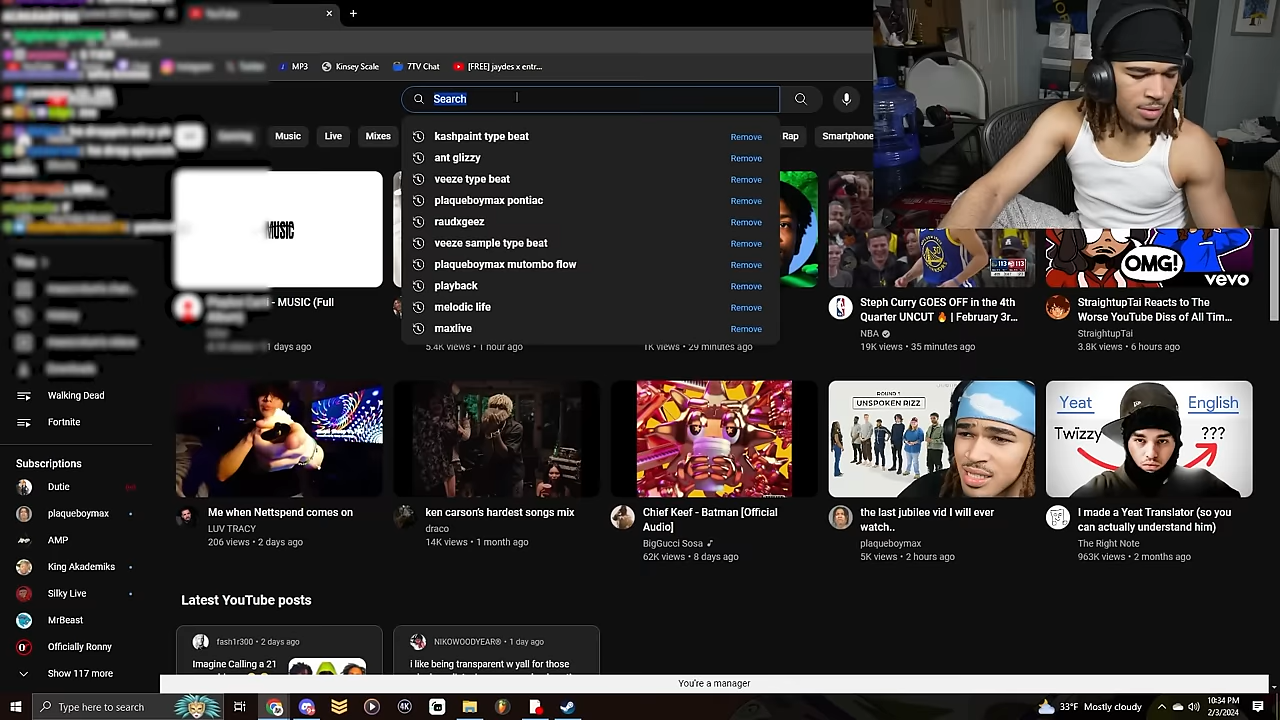 MP3
Kinsey Scale
7TV Chat
[FREE] jaydes x entr...
Search
Music
Live
Mixes
Rap
Smartphone
kashpaint type beat
Remove
ant glizzy
Remove
veeze type beat
Remove
plaqueboymax pontiac
Remove
raudxgeez
Remove
veeze sample type beat
Remove
plaqueboymax mutombo flow
Remove
payback
Remove
melodic life
Remove
maxlive
Remove
MUSIC
- MUSIC (Full
1 days ago
5.4K views • 1 hour ago
1K views • 29 minutes ago
113
113
Steph Curry GOES OFF in the 4th
Quarter UNCUT 🔥 | February 3r...
NBA
19K views • 35 minutes ago
OMG!
vevo
StraightupTai Reacts to The
Worse YouTube Diss of All Tim...
StraightupTai
3.8K views • 6 hours ago
Walking Dead
Fortnite
Subscriptions
Dutie
plaqueboymax
AMP
King Akademiks
Silky Live
MrBeast
Officially Ronny
Show 117 more
Me when Nettspend comes on
LUV TRACY
206 views • 2 days ago
ken carson's hardest songs mix
draco
14K views • 1 month ago
Chief Keef - Batman [Official
Audio]
BigGucci Sosa
62K views • 8 days ago
ROUND 1
UNSPOKEN RIZZ
the last jubilee vid I will ever
watch..
plaqueboymax
5K views • 2 hours ago
Yeat
English
Twizzy
???
I made a Yeat Translator (so you
can actually understand him)
The Right Note
963K views • 2 months ago
Latest YouTube posts
fash1r300 • 2 days ago
Imagine Calling a 21
NIKOWOODYEAR® • 1 day ago
i like being transparent w yall for those
You're a manager
Type here to search
4K
33°F Mostly cloudy
10:34 PM
2/3/2024